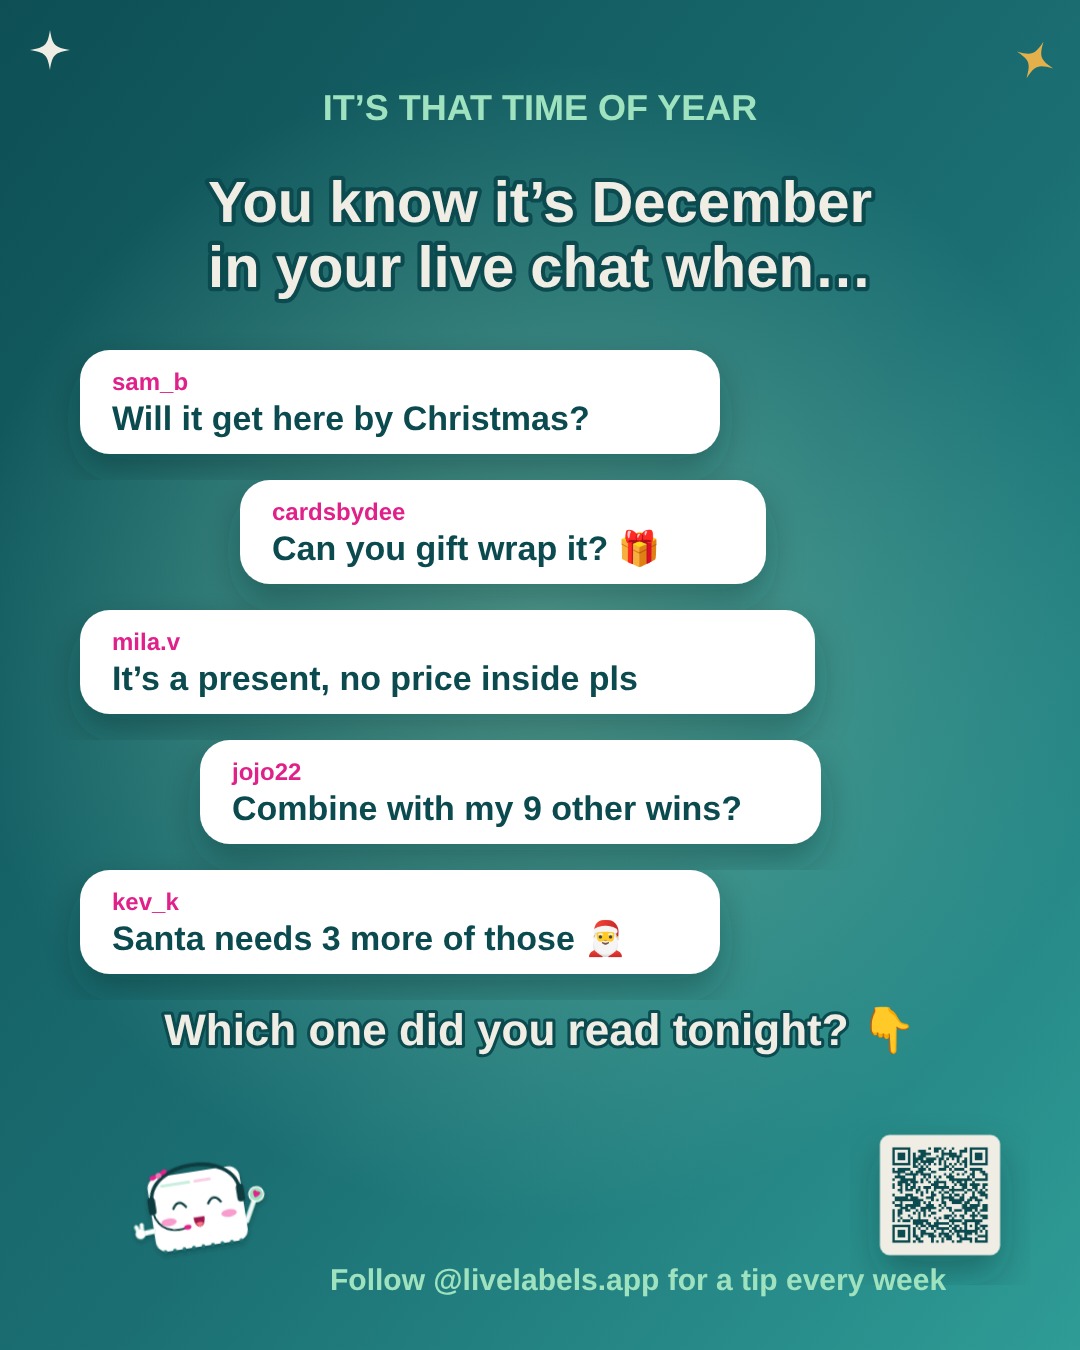 IT’S THAT TIME OF YEAR
You know it’s December
in your live chat when…
sam_b
Will it get here by Christmas?
cardsbydee
Can you gift wrap it? 🎁
mila.v
It’s a present, no price inside pls
jojo22
Combine with my 9 other wins?
kev_k
Santa needs 3 more of those 🎅
Which one did you read tonight? 👇
Follow @livelabels.app for a tip every week